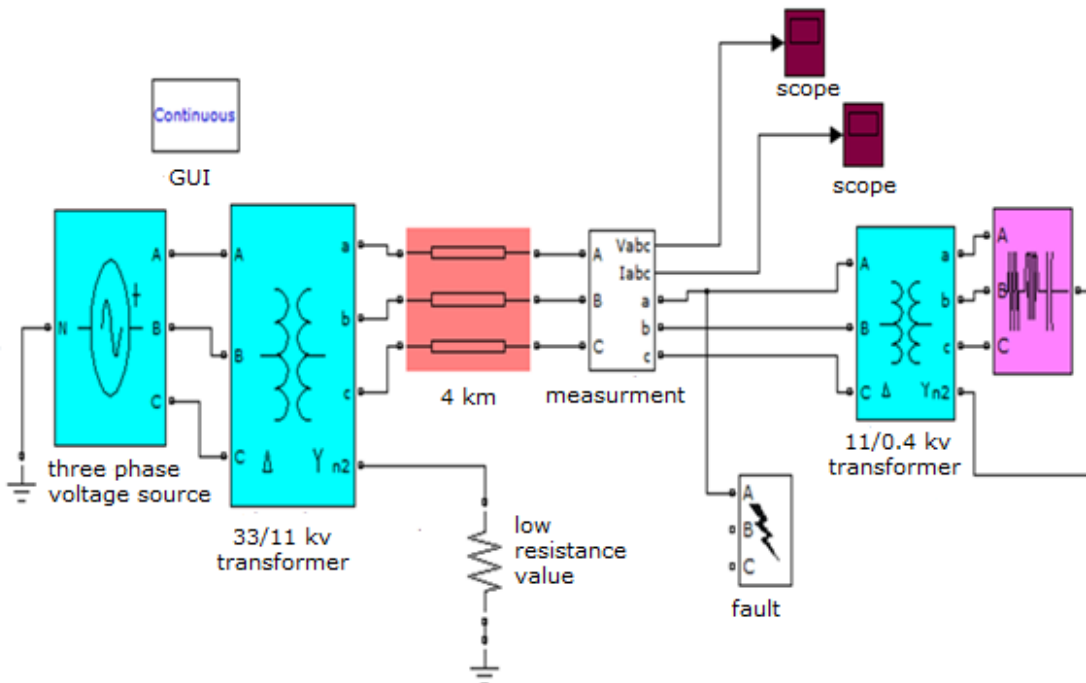 scope
scope
Continuous
GUI
A
B
C
N
three phase
voltage source
A
B
C
Δ
Y n2
a
b
c
33/11 kv
transformer
4 km
low
resistance
value
A
B
C
Vabc
Iabc
a
b
c
measurment
A
B
C
fault
A
B
C
Δ
Yn2
a
b
c
11/0.4 kv
transformer
A
B
C